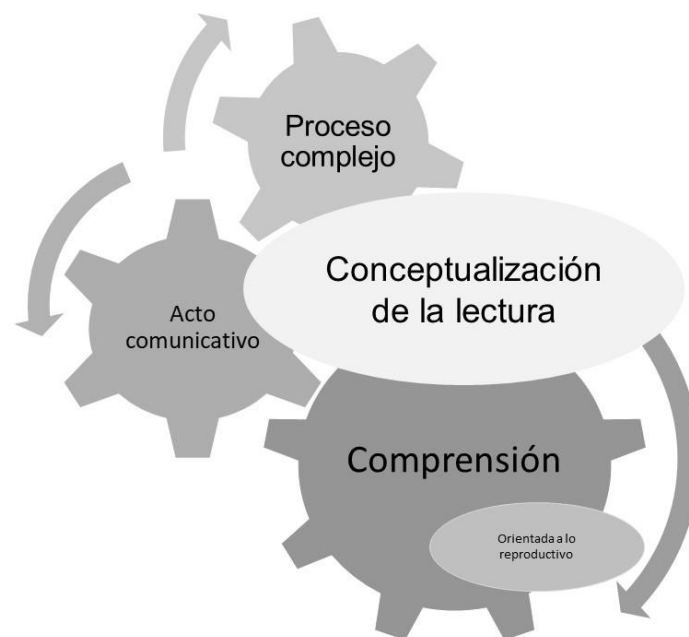 Proceso
complejo
Conceptualización
de la lectura
Acto
comunicativo
Comprensión
Orientada a lo
reproductivo